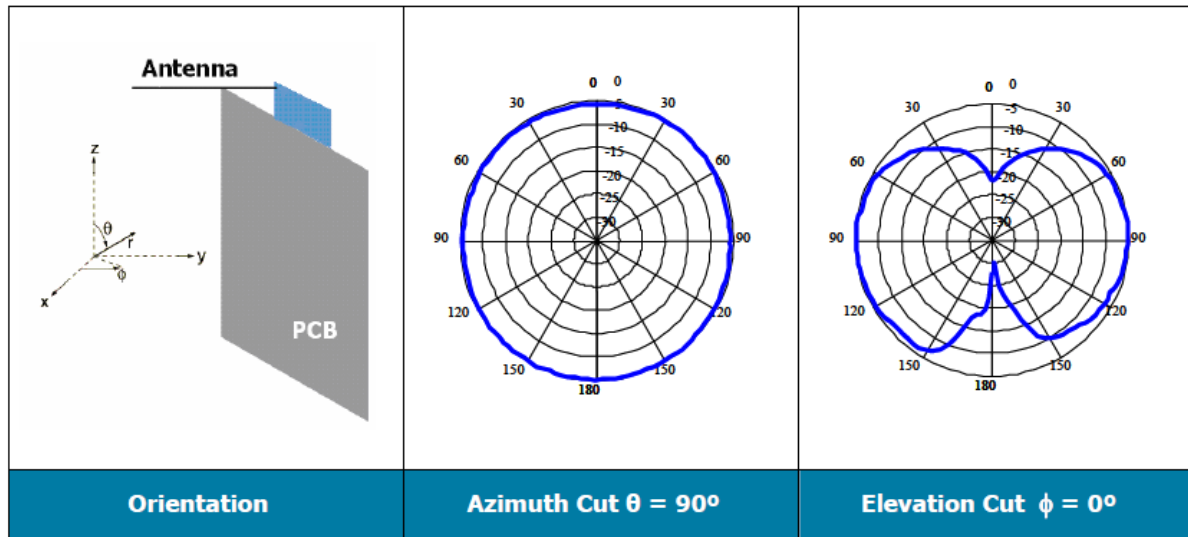 Antenna
z
θ
r
y
ϕ
x
PCB
0 0
30 -5 30
-10
60 -15 60
-20
-25
-30
90 90
120 120
150 150
180
0 0
30 -5 30
-10
60 -15 60
-20
-25
-30
90 90
120 120
150 150
180
Orientation
Azimuth Cut θ = 90º
Elevation Cut ϕ = 0º